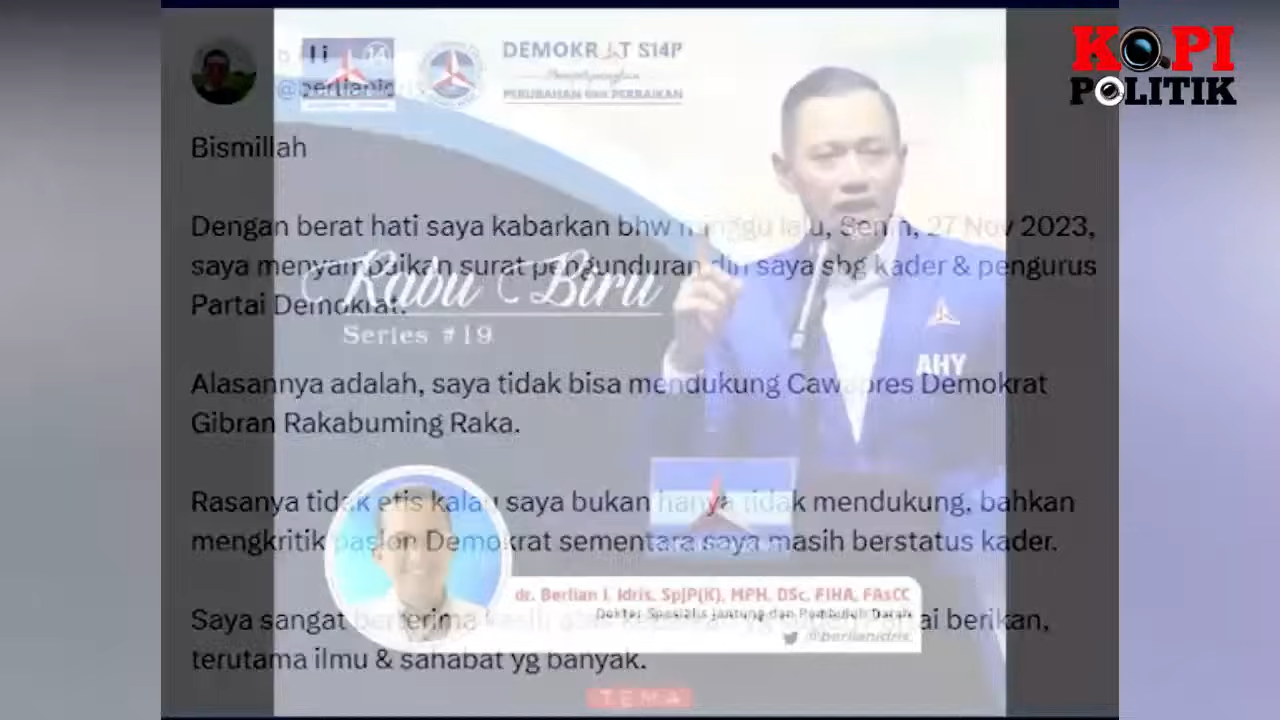 KOPI
POLITIK
DEMOKRAT S14P
PERUBAHAN dan PERBAIKAN
@berlianidris
Bismillah
Dengan berat hati saya kabarkan bhw minggu lalu, Senin, 27 Nov 2023,
saya menyampaikan surat pengunduran diri saya sbg kader & pengurus
Partai Demokrat.
Rabu Biru
Series #19
AHY
Alasannya adalah, saya tidak bisa mendukung Cawapres Demokrat
Gibran Rakabuming Raka.
Rasanya tidak etis kalau saya bukan hanya tidak mendukung, bahkan
mengkritik paslon Demokrat sementara saya masih berstatus kader.
dr. Berlian I. Idris, SpJP(K), MPH, DSc, FIHA, FAsCC
Dokter Spesialis Jantung dan Pembuluh Darah
@berlianidris
Saya sangat berterima kasih atas yg berikan,
terutama ilmu & sahabat yg banyak.
TEMA